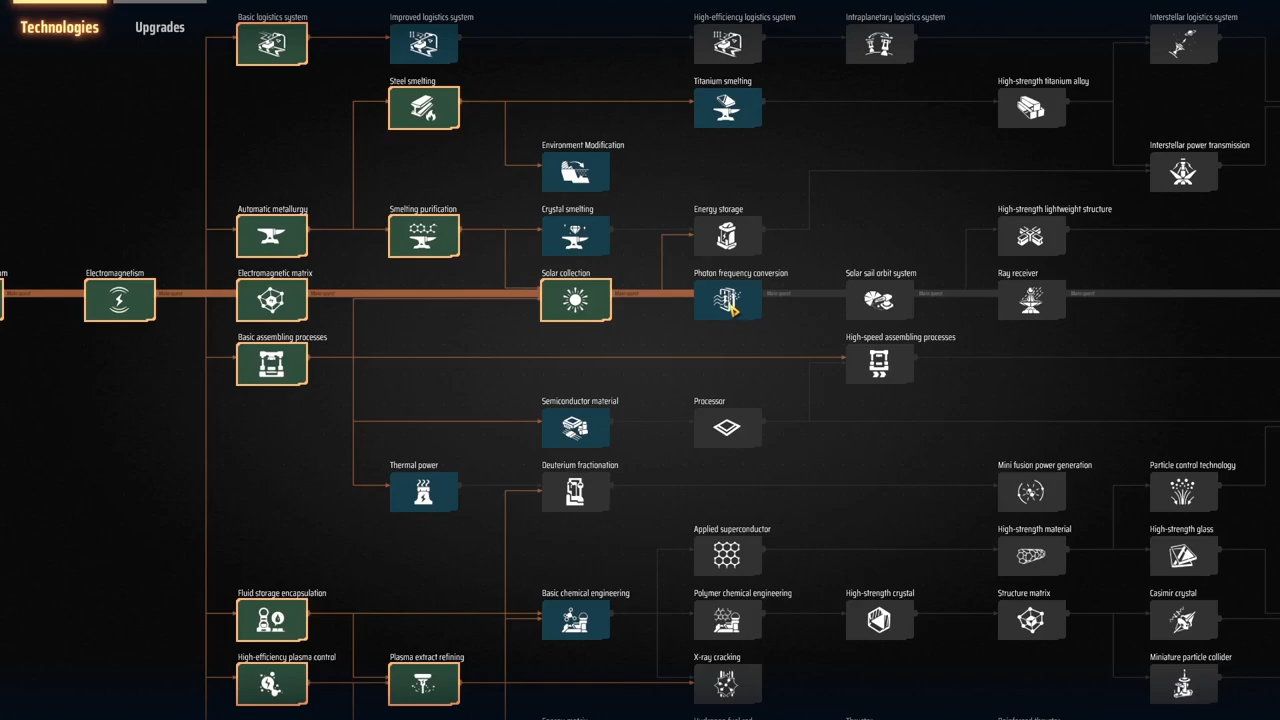 Technologies
Upgrades
Basic logistics system
Improved logistics system
High-efficiency logistics system
Intraplanetary logistics system
Interstellar logistics system
II
III
Steel smelting
Titanium smelting
High-strength titanium alloy
Environment Modification
Interstellar power transmission
Automatic metallurgy
Smelting purification
Crystal smelting
Energy storage
High-strength lightweight structure
Electromagnetism
Electromagnetic matrix
Solar collection
Photon frequency conversion
Solar sail orbit system
Ray receiver
Basic assembling processes
High-speed assembling processes
Semiconductor material
Processor
Thermal power
Deuterium fractionation
Mini fusion power generation
Particle control technology
Applied superconductor
High-strength material
High-strength glass
Fluid storage encapsulation
Basic chemical engineering
Polymer chemical engineering
High-strength crystal
Structure matrix
Casimir crystal
High-efficiency plasma control
Plasma extract refining
X-ray cracking
Miniature particle collider